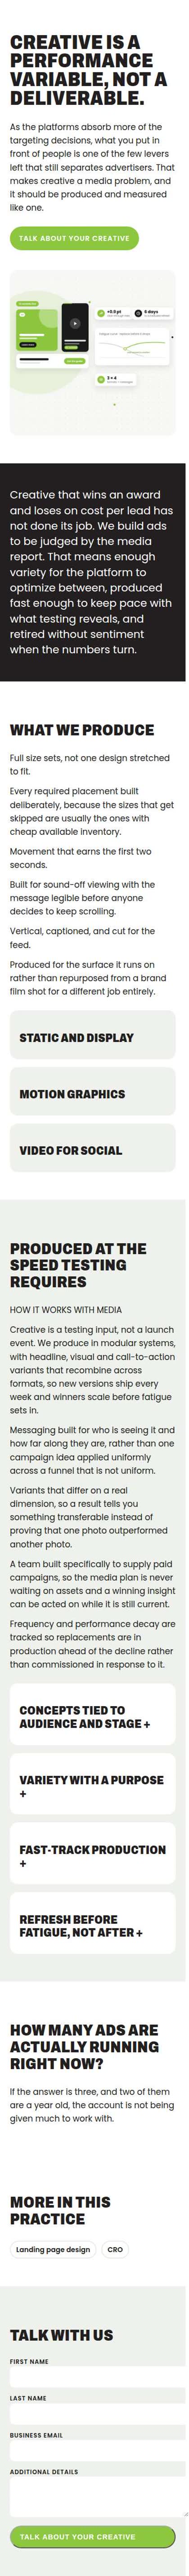 CREATIVE IS A
PERFORMANCE
VARIABLE, NOT A
DELIVERABLE.
As the platforms absorb more of the
targeting decisions, what you put in
front of people is one of the few levers
left that still separates advertisers. That
makes creative a media problem, and
it should be produced and measured
like one.
TALK ABOUT YOUR CREATIVE
6 days
Creative that wins an award
and loses on cost per lead has
not done its job. We build ads
to be judged by the media
report. That means enough
variety for the platform to
optimize between, produced
fast enough to keep pace with
what testing reveals, and
retired without sentiment
when the numbers turn.
WHAT WE PRODUCE
Full size sets, not one design stretched
to fit.
Every required placement built
deliberately, because the sizes that get
skipped are usually the ones with
cheap available inventory.
Movement that earns the first two
seconds.
Built for sound-off viewing with the
message legible before anyone
decides to keep scrolling.
Vertical, captioned, and cut for the
feed.
Produced for the surface it runs on
rather than repurposed from a brand
film shot for a different job entirely.
STATIC AND DISPLAY
MOTION GRAPHICS
VIDEO FOR SOCIAL
PRODUCED AT THE
SPEED TESTING
REQUIRES
HOW IT WORKS WITH MEDIA
Creative is a testing input, not a launch
event. We produce in modular systems,
with headline, visual and call-to-action
variants that recombine across
formats, so new versions ship every
week and winners scale before fatigue
sets in.
Messaging built for who is seeing it and
how far along they are, rather than one
campaign idea applied uniformly
across a funnel that is not uniform.
Variants that differ on a real
dimension, so a result tells you
something transferable instead of
proving that one photo outperformed
another photo.
A team built specifically to supply paid
campaigns, so the media plan is never
waiting on assets and a winning insight
can be acted on while it is still current.
Frequency and performance decay are
tracked so replacements are in
production ahead of the decline rather
than commissioned in response to it.
CONCEPTS TIED TO
AUDIENCE AND STAGE +
VARIETY WITH A PURPOSE
+
FAST-TRACK PRODUCTION
+
REFRESH BEFORE
FATIGUE, NOT AFTER +
HOW MANY ADS ARE
ACTUALLY RUNNING
RIGHT NOW?
If the answer is three, and two of them
are a year old, the account is not being
given much to work with.
MORE IN THIS
PRACTICE
Landing page design
CRO
TALK WITH US
FIRST NAME
LAST NAME
BUSINESS EMAIL
ADDITIONAL DETAILS
TALK ABOUT YOUR CREATIVE